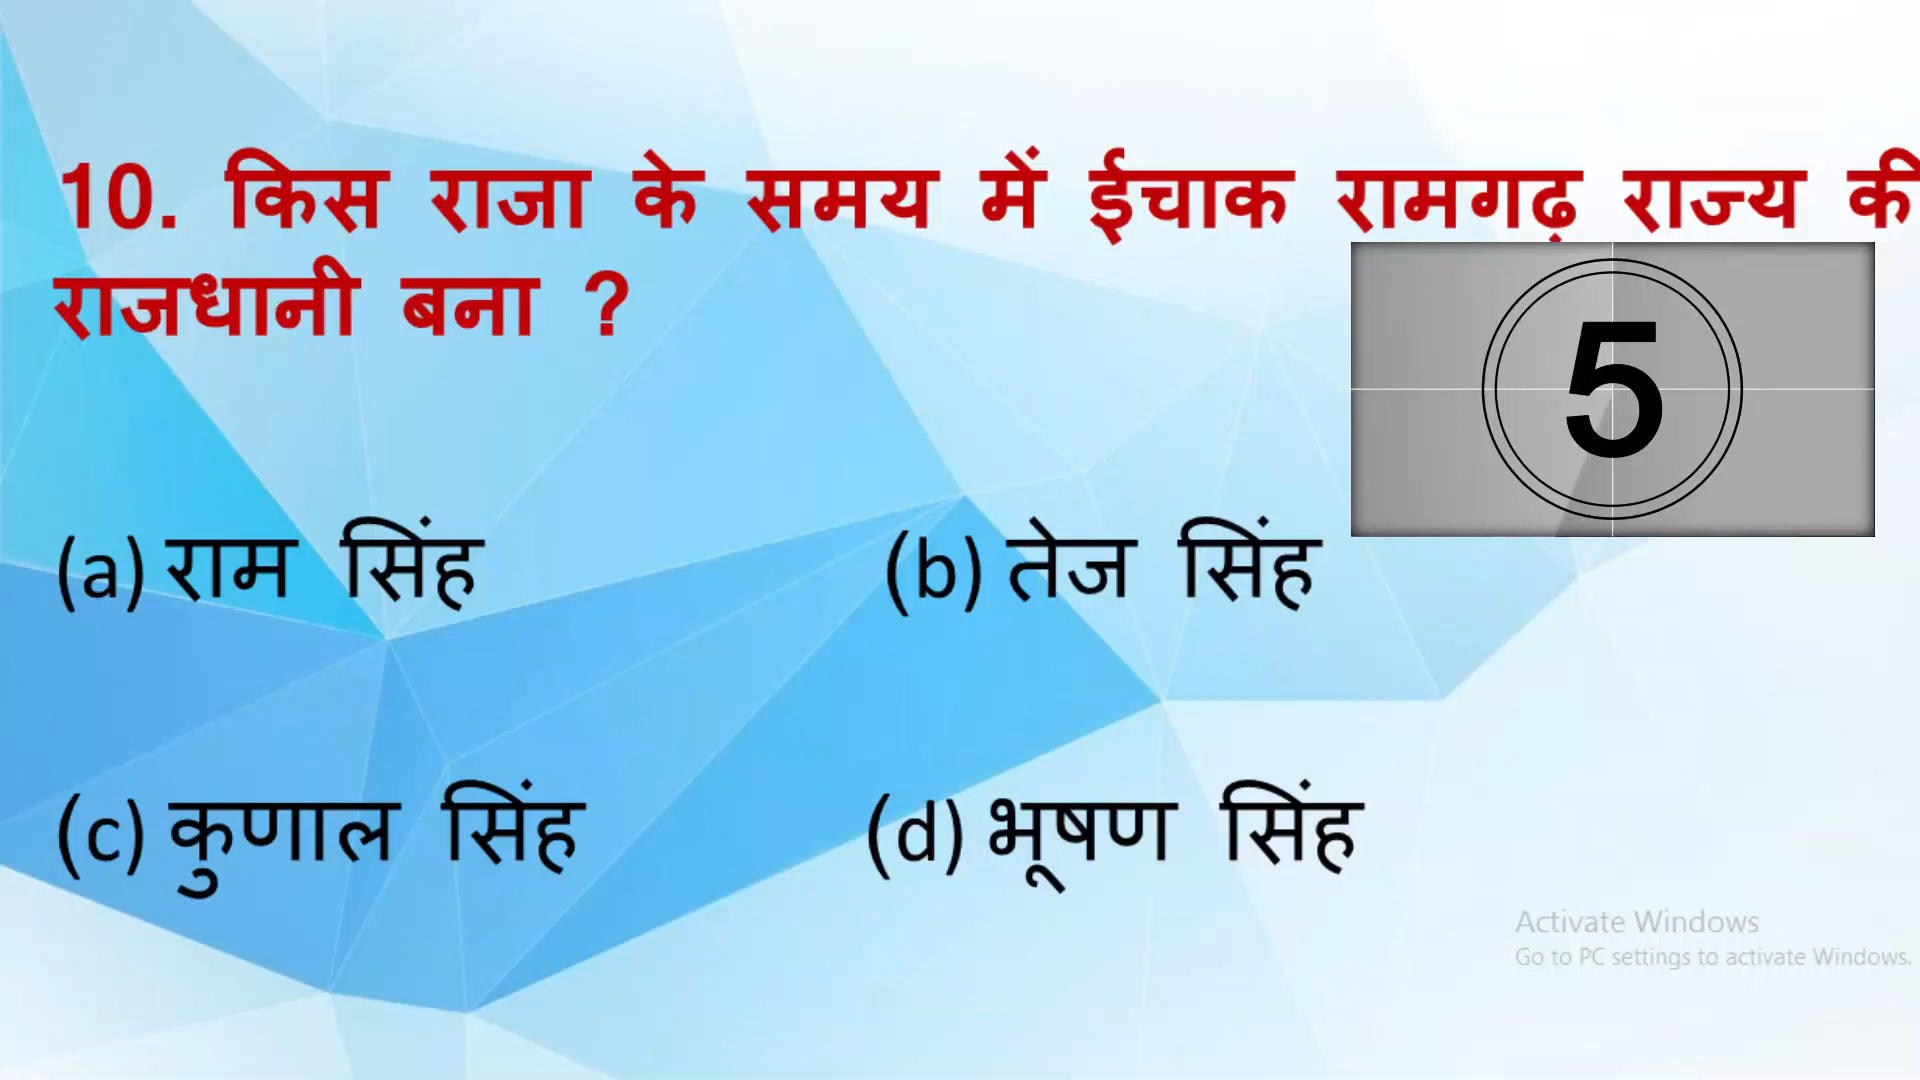 10. किस राजा के समय में ईचाक रामगढ़ राज्य की
राजधानी बना ?
5
(a) राम सिंह
(b) तेज सिंह
(c) कुणाल सिंह
(d) भूषण सिंह
Activate Windows
Go to PC settings to activate Windows.